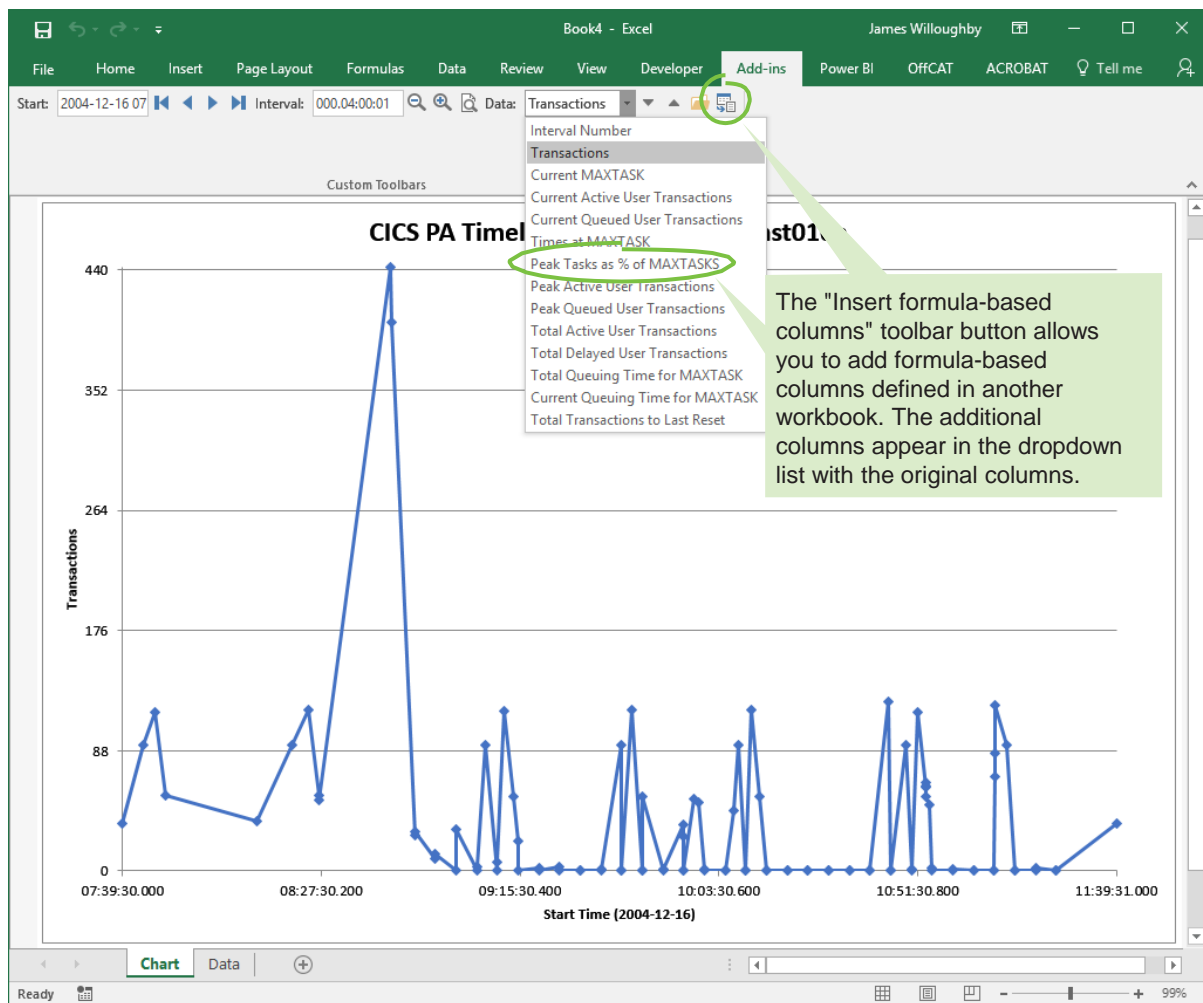 Book4 - Excel
James Willoughby
File Home Insert Page Layout Formulas Data Review View Developer Add-ins Power BI OffCAT ACROBAT Tell me
Start: 2004-12-16 07 Interval: 000.04:00:01 Data: Transactions
Interval Number
Transactions
Current MAXTASK
Current Active User Transactions
Current Queued User Transactions
Times at MAXTASK
Peak Tasks as % of MAXTASKS
Peak Active User Transactions
Peak Queued User Transactions
Total Active User Transactions
Total Delayed User Transactions
Total Queuing Time for MAXTASK
Current Queuing Time for MAXTASK
Total Transactions to Last Reset
Custom Toolbars
CICS PA
The "Insert formula-based
columns" toolbar button allows
you to add formula-based
columns defined in another
workbook. The additional
columns appear in the dropdown
list with the original columns.
440
352
264
176
88
0
Transactions
07:39:30.000 08:27:30.200 09:15:30.400 10:03:30.600 10:51:30.800 11:39:31.000
Start Time (2004-12-16)
Chart Data
Ready
99%